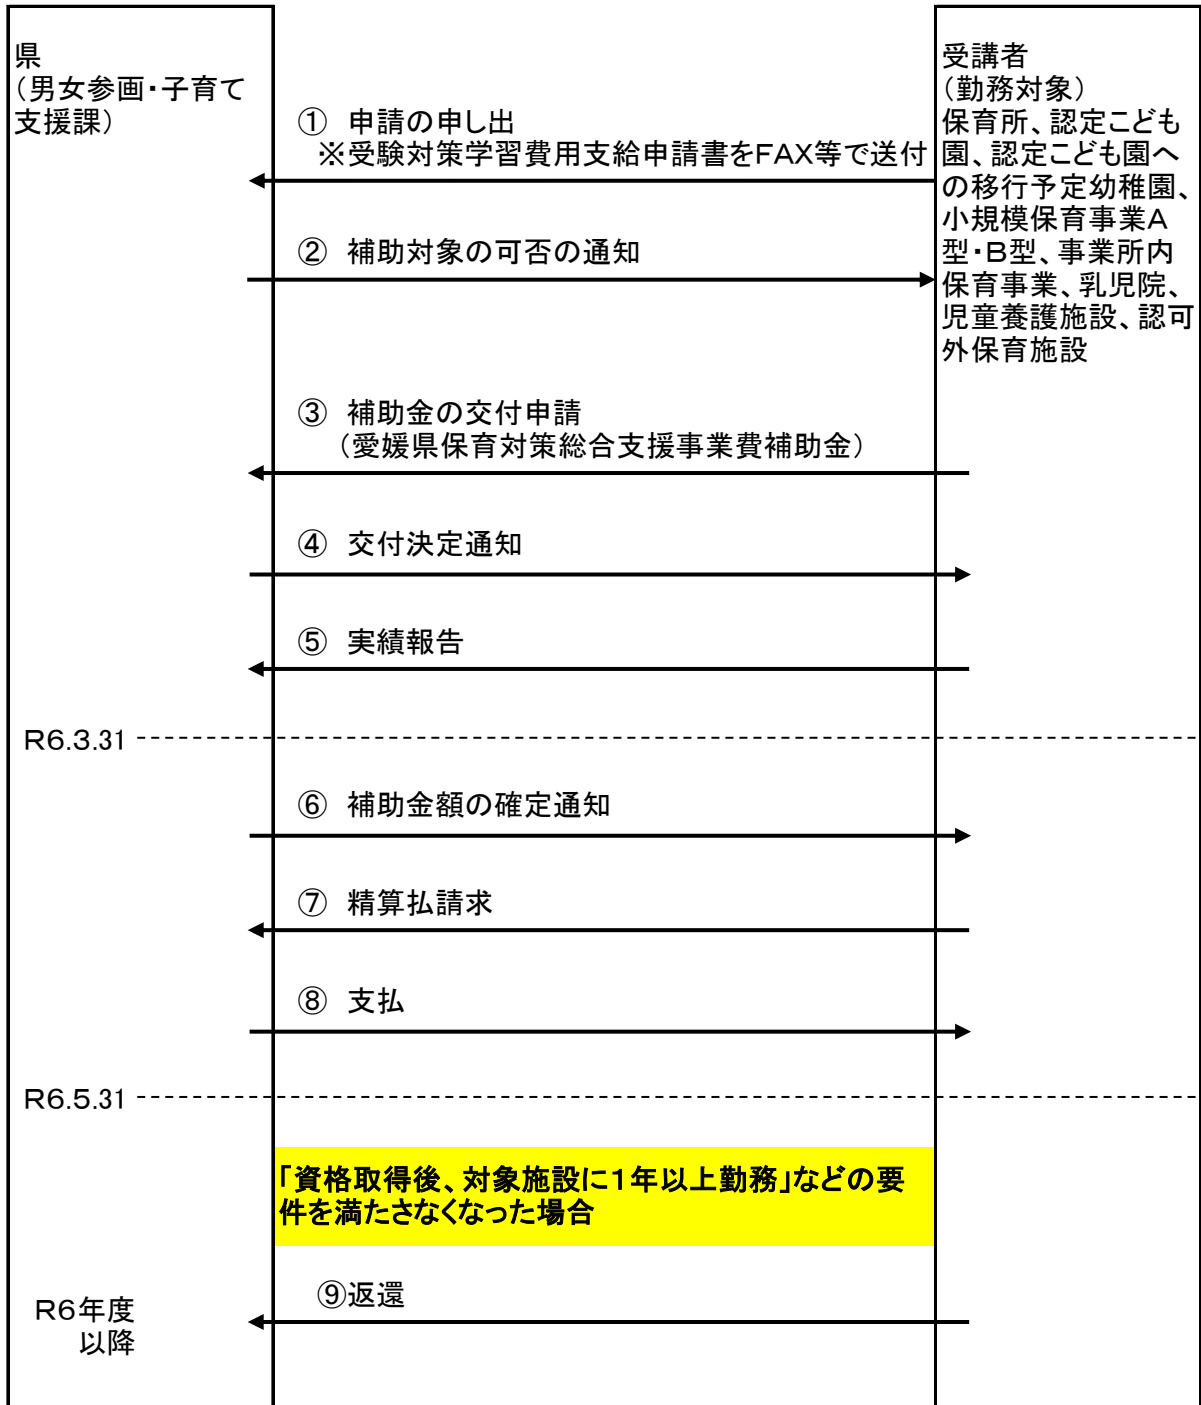 県
（男女参画・子育て
支援課）
受講者
（勤務対象）
保育所、認定こども
園、認定こども園へ
の移行予定幼稚園、
小規模保育事業A
型・B型、事業所内
保育事業、乳児院、
児童養護施設、認可
外保育施設
①　申請の申し出
※受験対策学習費用支給申請書をFAX等で送付
②　補助対象の可否の通知
③　補助金の交付申請
（愛媛県保育対策総合支援事業費補助金）
④　交付決定通知
⑤　実績報告
R6.3.31
⑥　補助金額の確定通知
⑦　精算払請求
⑧　支払
R6.5.31
「資格取得後、対象施設に1年以上勤務」などの要
件を満たさなくなった場合
⑨返還
R6年度
以降